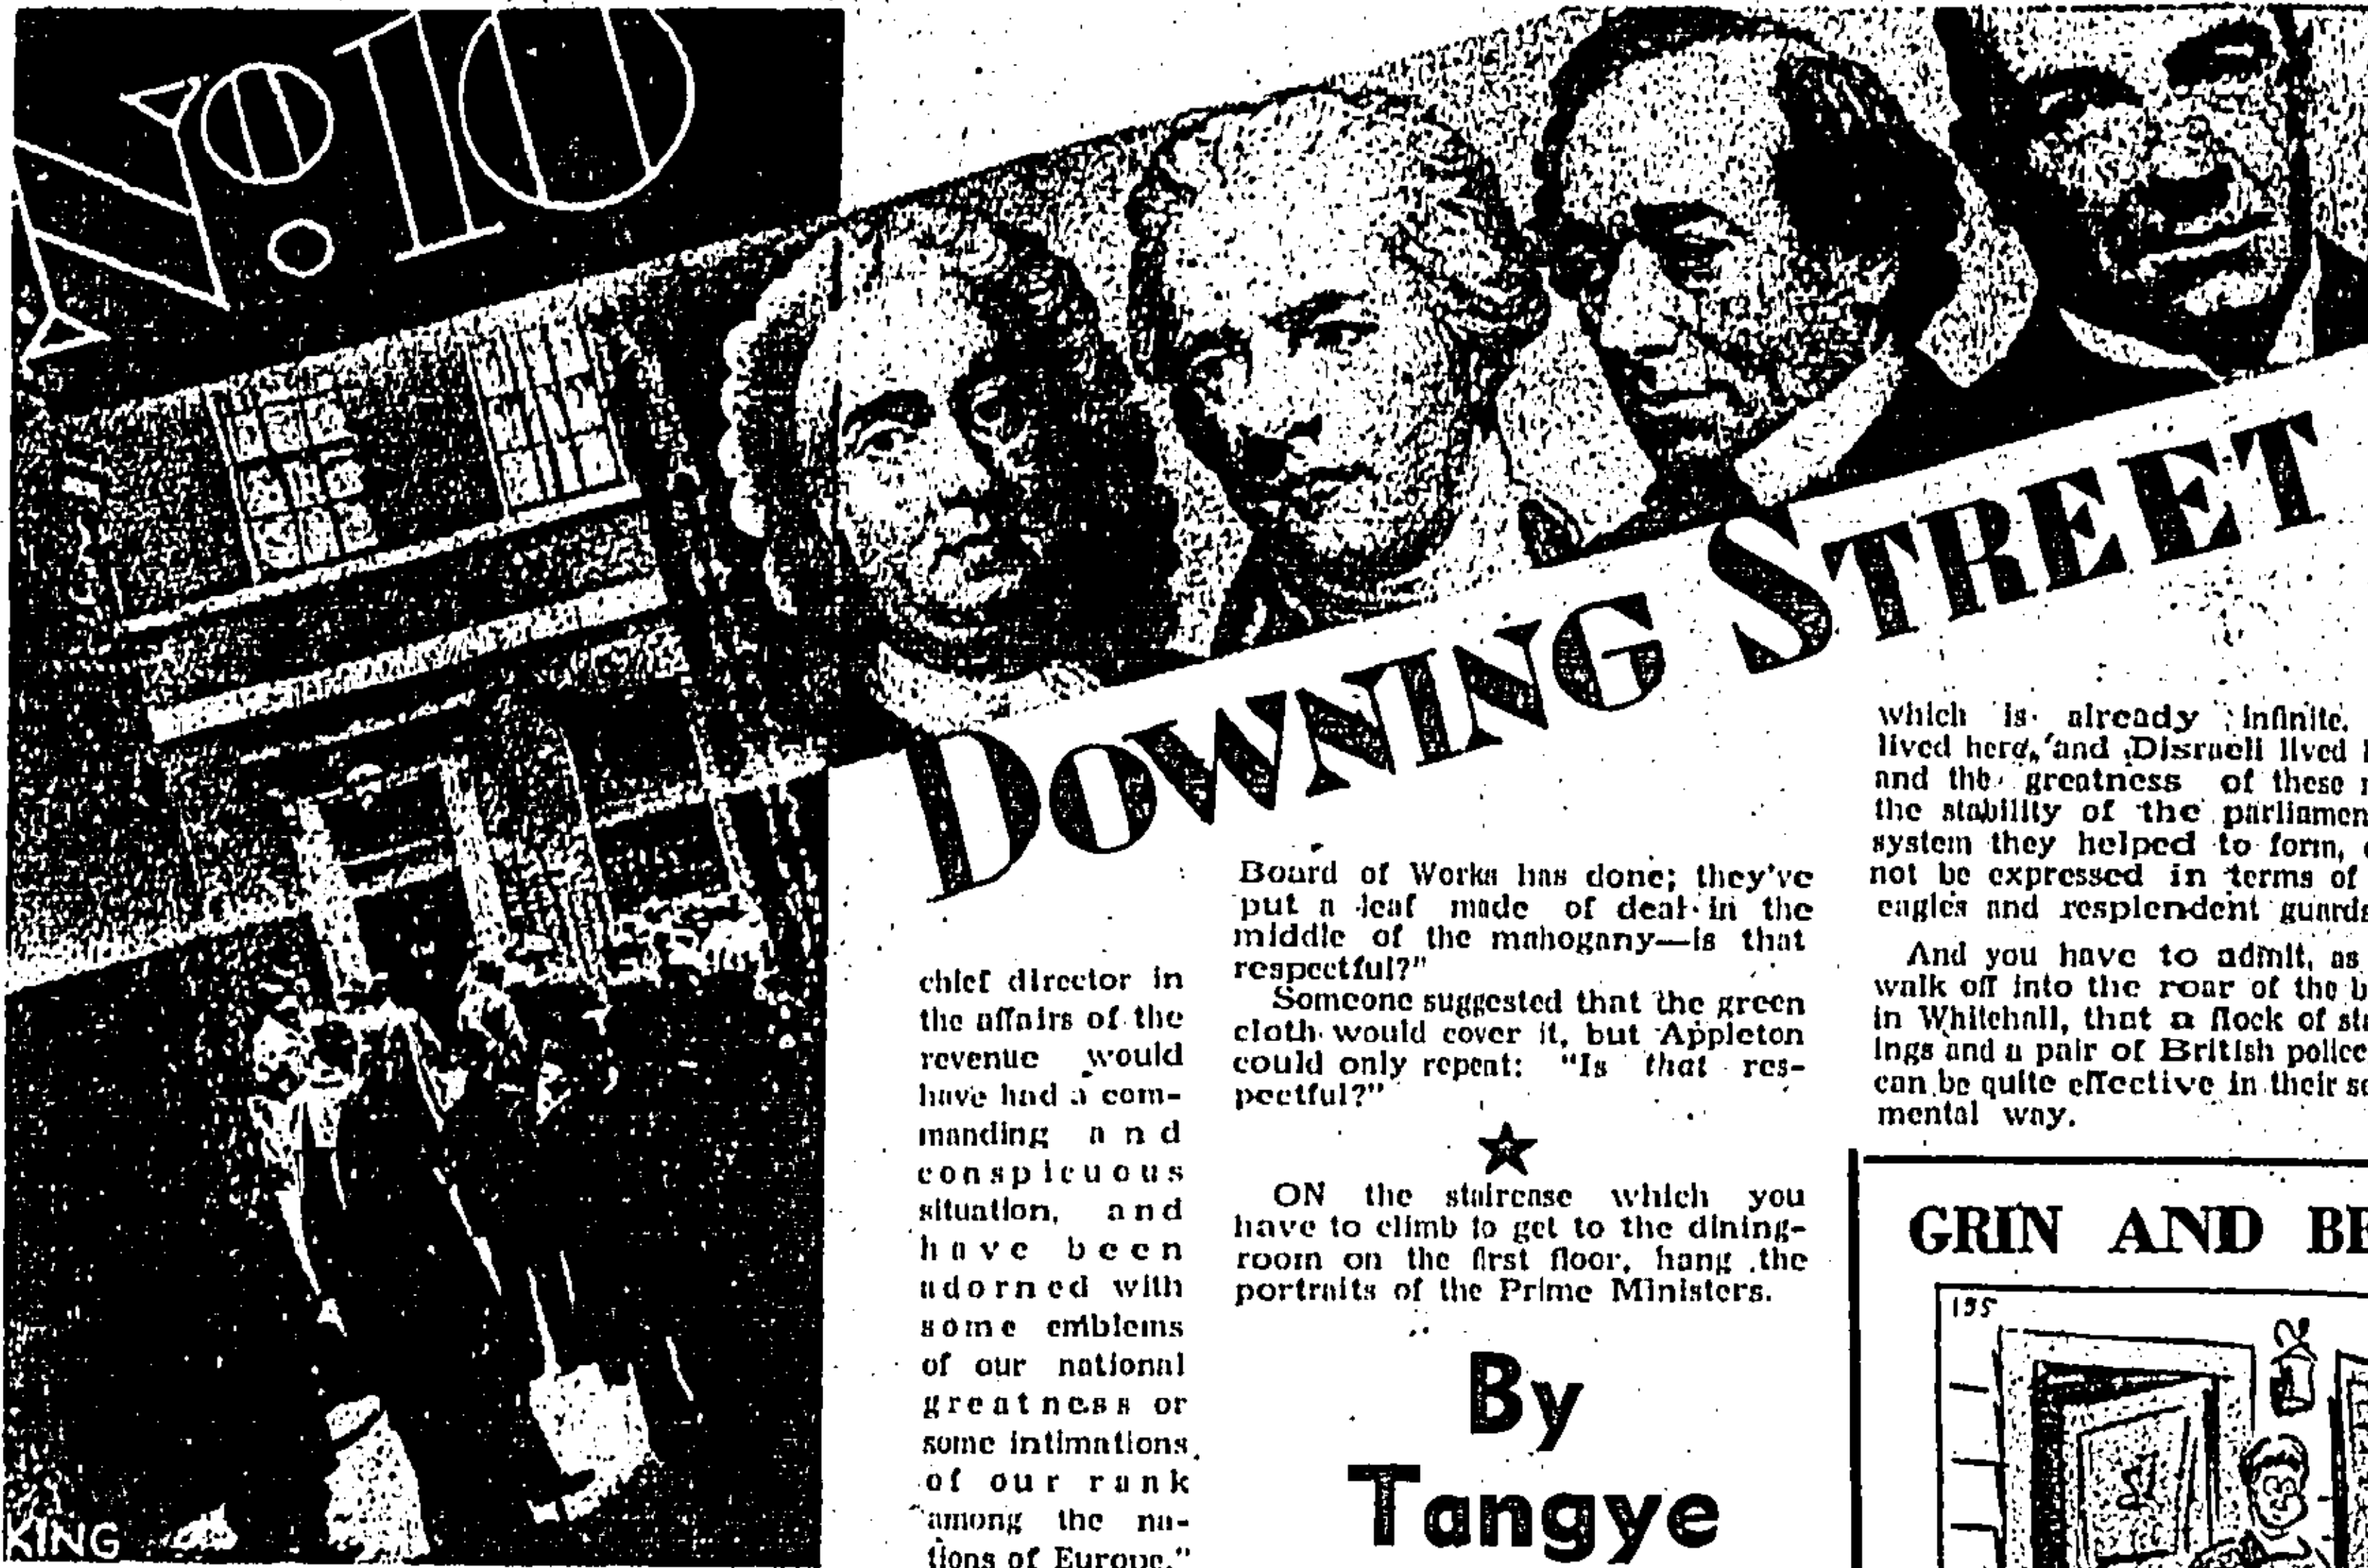 No. 10
DOWNING STREET
KING
chief director in
the affairs of the
revenue would
have had a com-
manding and
conspicuous
situation, and
have been
adorned with
some emblems
of our national
greatness or
some intimations
of our rank
among the na-
tions of Europe."
Board of Works has done; they've
put a leaf made of deal in the
middle of the mahogany—is that
respectful?"
Someone suggested that the green
cloth would cover it, but Appleton
could only repeat: "Is that res-
pectful?"
ON the staircase which you
have to climb to get to the dining-
room on the first floor, hang the
portraits of the Prime Ministers.
By
Tangye
which is already infinite.
lived here, and Disraeli lived
and the greatness of these
the stability of the parliamen
system they helped to form,
not be expressed in terms of
eagles and resplendent guards
And you have to admit, as
walk off into the roar of the b
in Whitehall, that a flock of sta
ings and a pair of British police
can be quite effective in their se
mental way.
GRIN AND BE
195